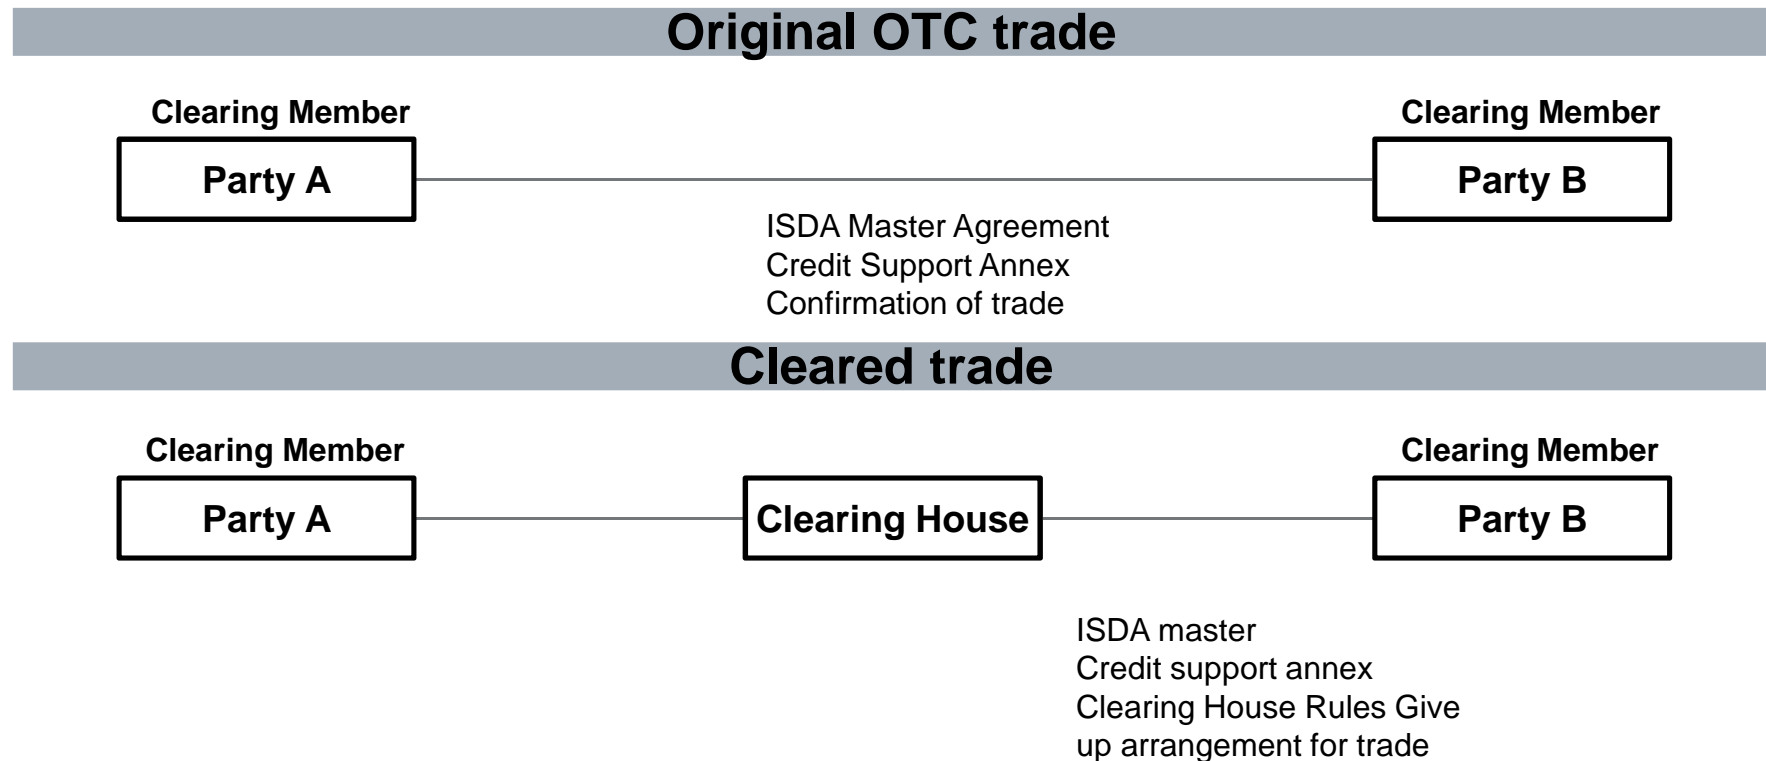 Original OTC trade
Clearing Member
Clearing Member
Party A
Party B
ISDA Master Agreement
Credit Support Annex
Confirmation of trade
Cleared trade
Clearing Member
Clearing Member
Party A
Clearing House
Party B
ISDA master
Credit support annex
Clearing House Rules Give
up arrangement for trade